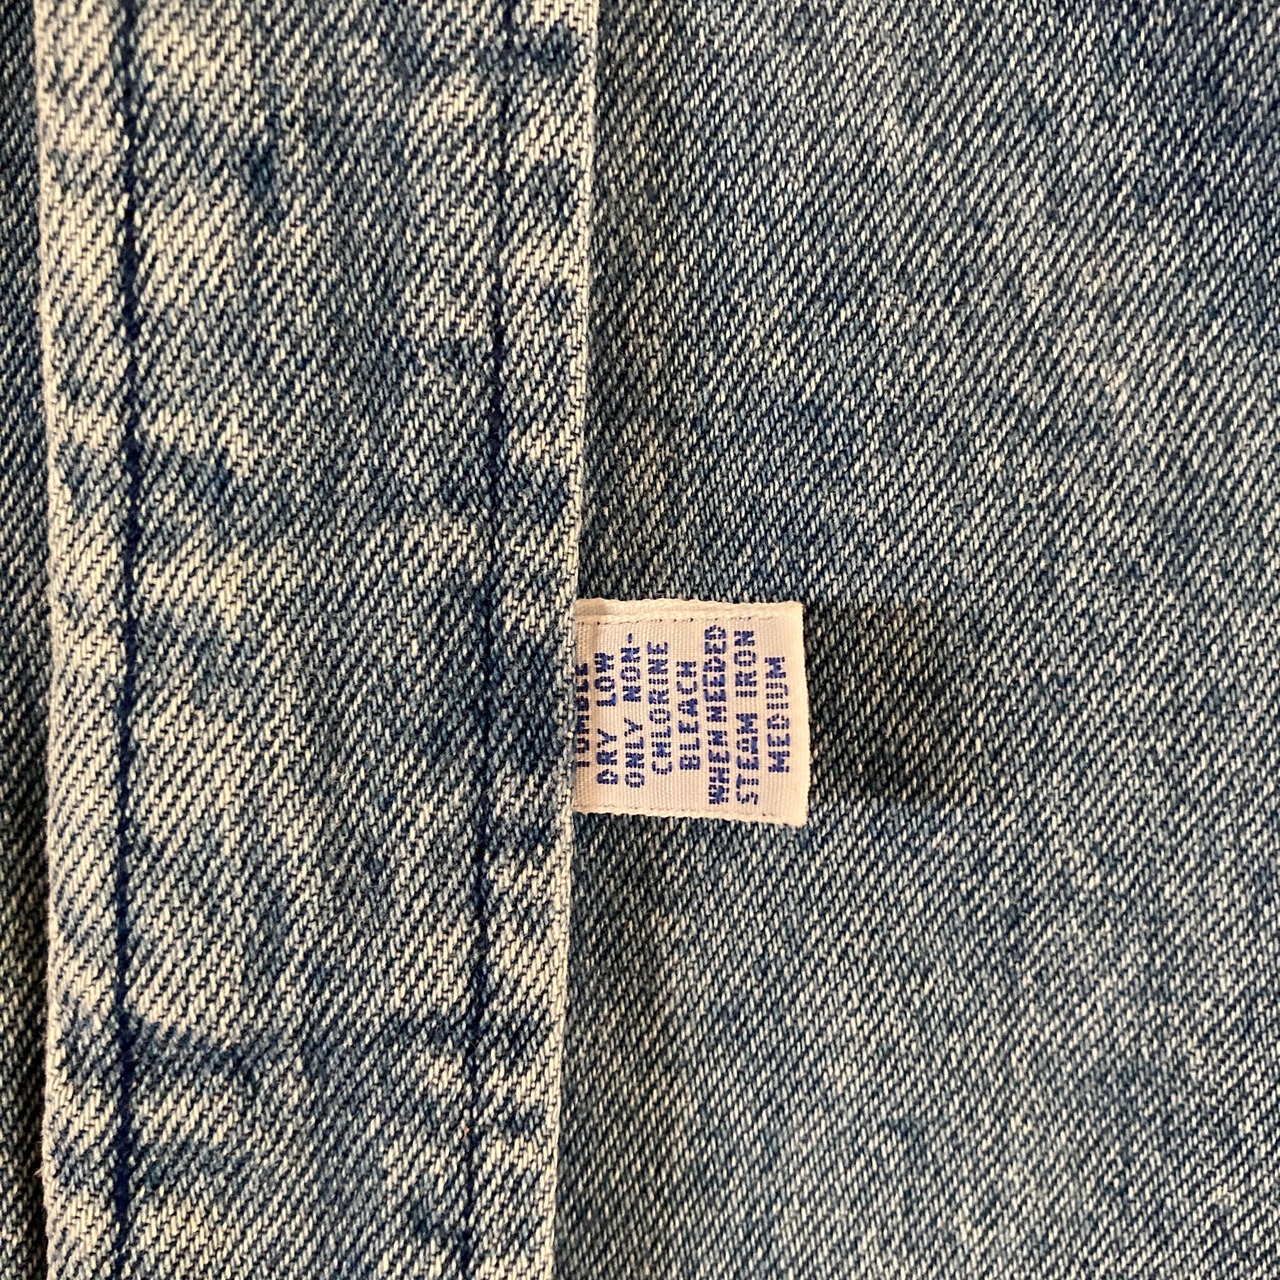 TUMBLE
DRY LOW
ONLY NON-
CHLORINE
BLEACH
WHEN NEEDED
STEAM IRON
MEDIUM